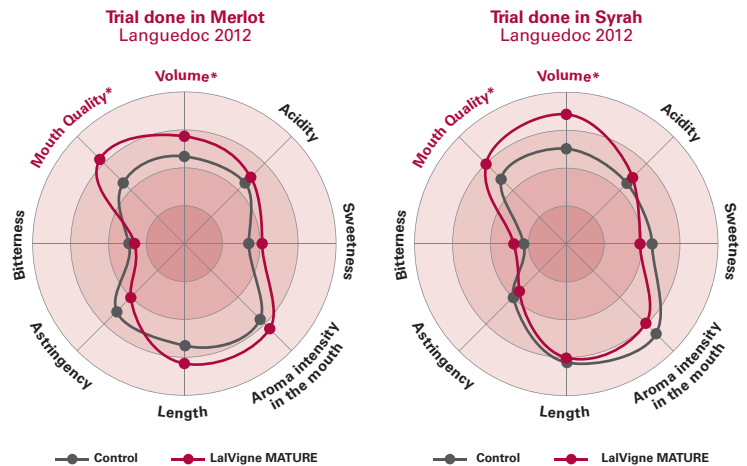 Trial done in Merlot
Languedoc 2012
Volume*
Acidity
Sweetness
Aroma intensity
in the mouth
Length
Astringency
Bitterness
Mouth Quality*
Control
LalVigne MATURE
Trial done in Syrah
Languedoc 2012
Volume*
Acidity
Sweetness
Aroma intensity
in the mouth
Length
Astringency
Bitterness
Mouth Quality*
Control
LalVigne MATURE